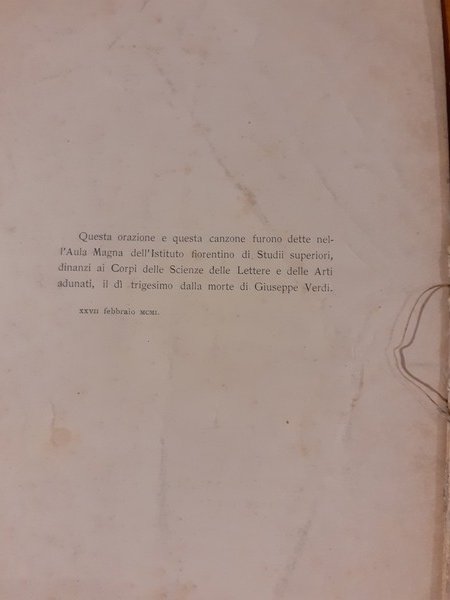 Questa orazione e questa canzone furono dette nel-
l'Aula Magna dell'Istituto fiorentino di Studii superiori,
dinanzi ai Corpi delle Scienze delle Lettere e delle Arti
adunati, il dì trigesimo dalla morte di Giuseppe Verdi.
XXVII febbraio MCMI.